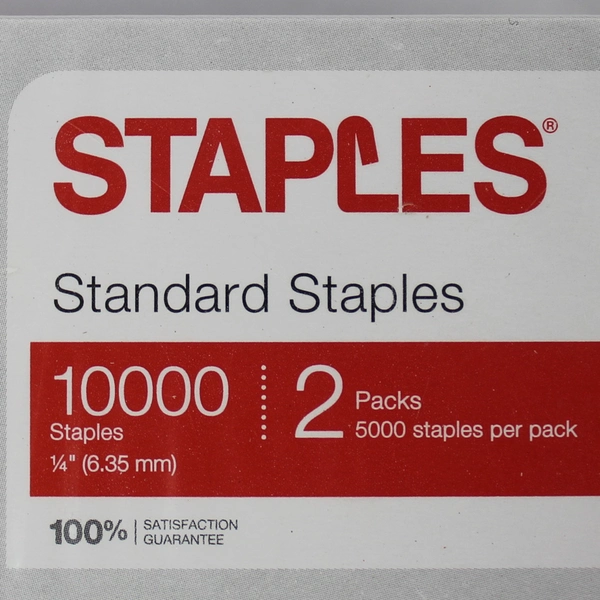 STAPLES®
Standard Staples
10000
Staples
¼" (6.35 mm)
2 Packs
5000 staples per pack
100% SATISFACTION
GUARANTEE